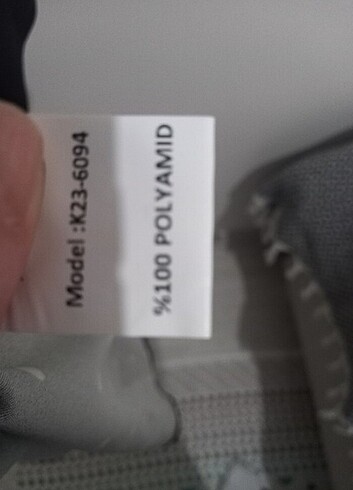 Model :K23-6094
%100 POLYAMID